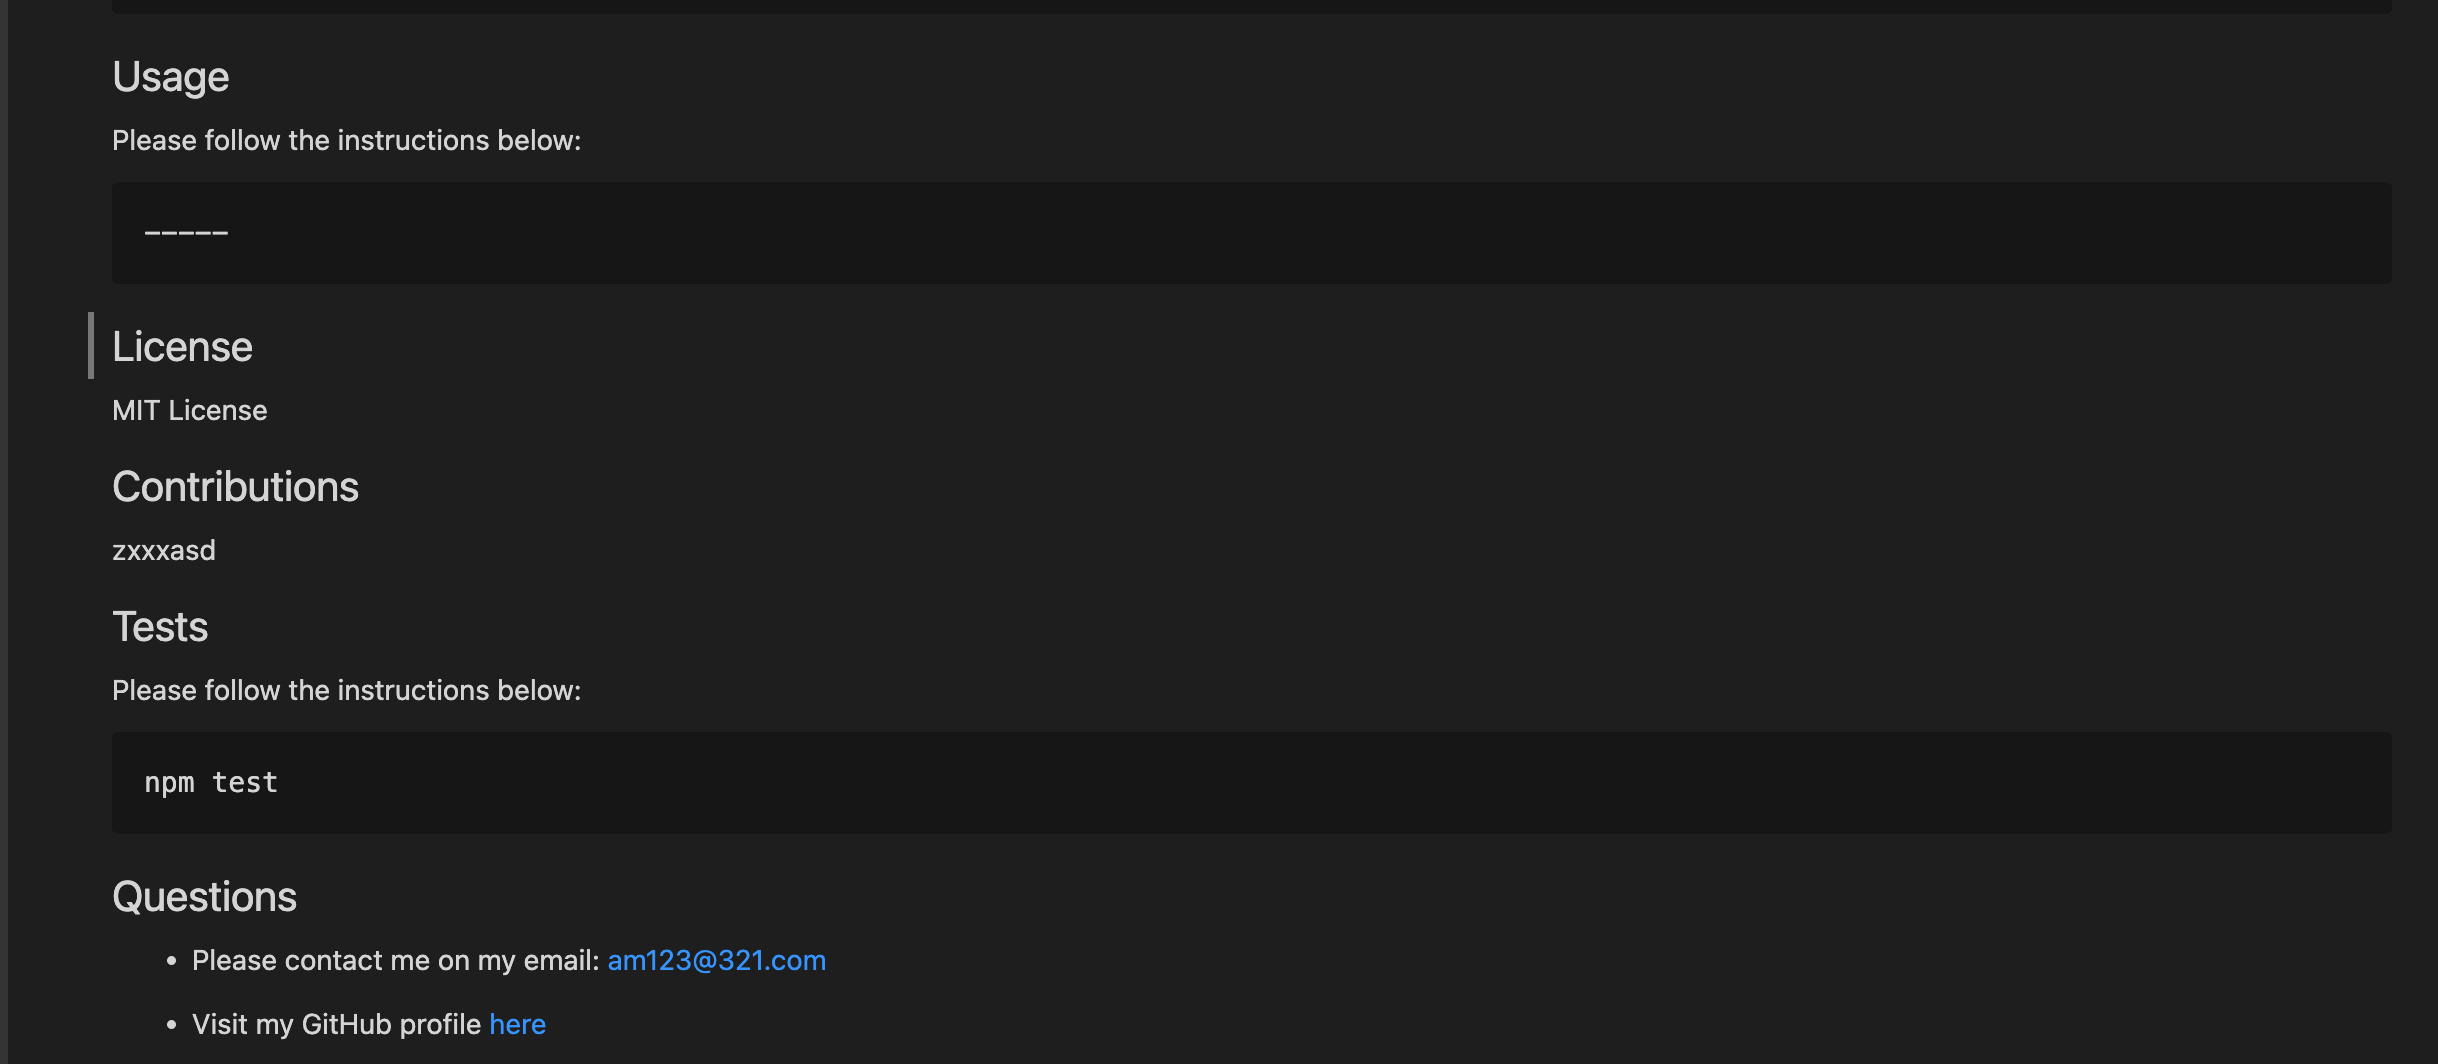 Usage
Please follow the instructions below:
-----
License
MIT License
Contributions
zxxxasd
Tests
Please follow the instructions below:
npm test
Questions
• Please contact me on my email: am123@321.com
• Visit my GitHub profile here